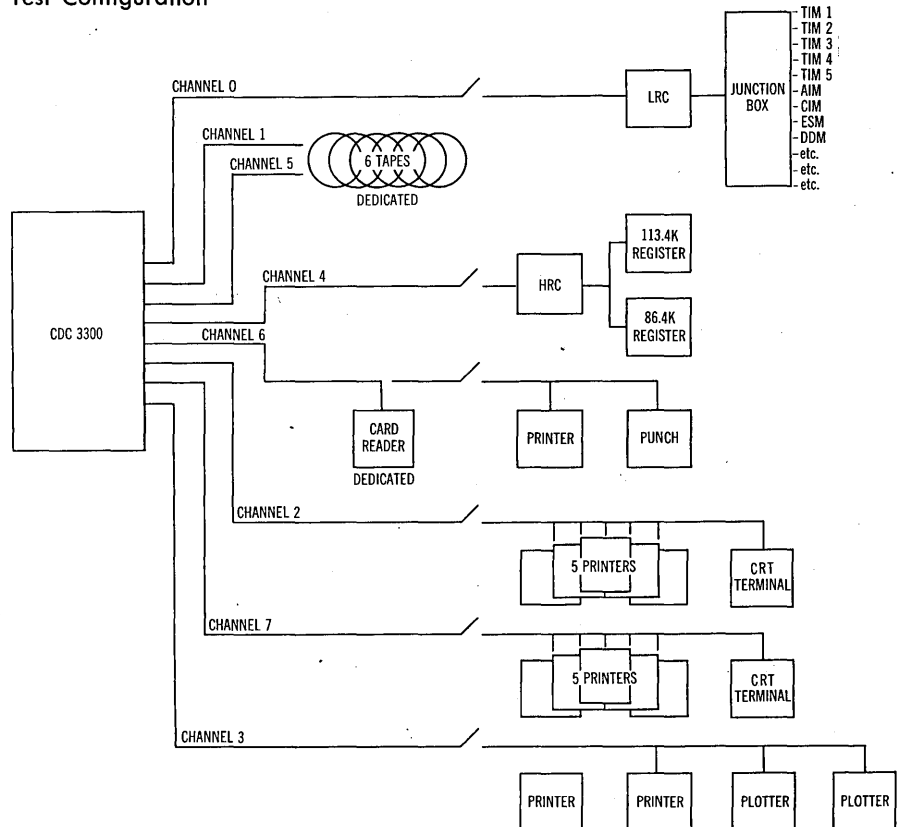 Test Configuration
TIM 1
TIM 2
TIM 3
TIM 4
TIM 5
AIM
CIM
ESM
DDM
etc.
etc.
etc.
JUNCTION
BOX
LRC
CHANNEL 0
CHANNEL 1
CHANNEL 5
6 TAPES
DEDICATED
CDC 3300
CHANNEL 4
HRC
113.4K
REGISTER
86.4K
REGISTER
CHANNEL 6
CARD
READER
DEDICATED
PRINTER
PUNCH
CHANNEL 2
5 PRINTERS
CRT
TERMINAL
CHANNEL 7
5 PRINTERS
CRT
TERMINAL
CHANNEL 3
PRINTER
PRINTER
PLOTTER
PLOTTER